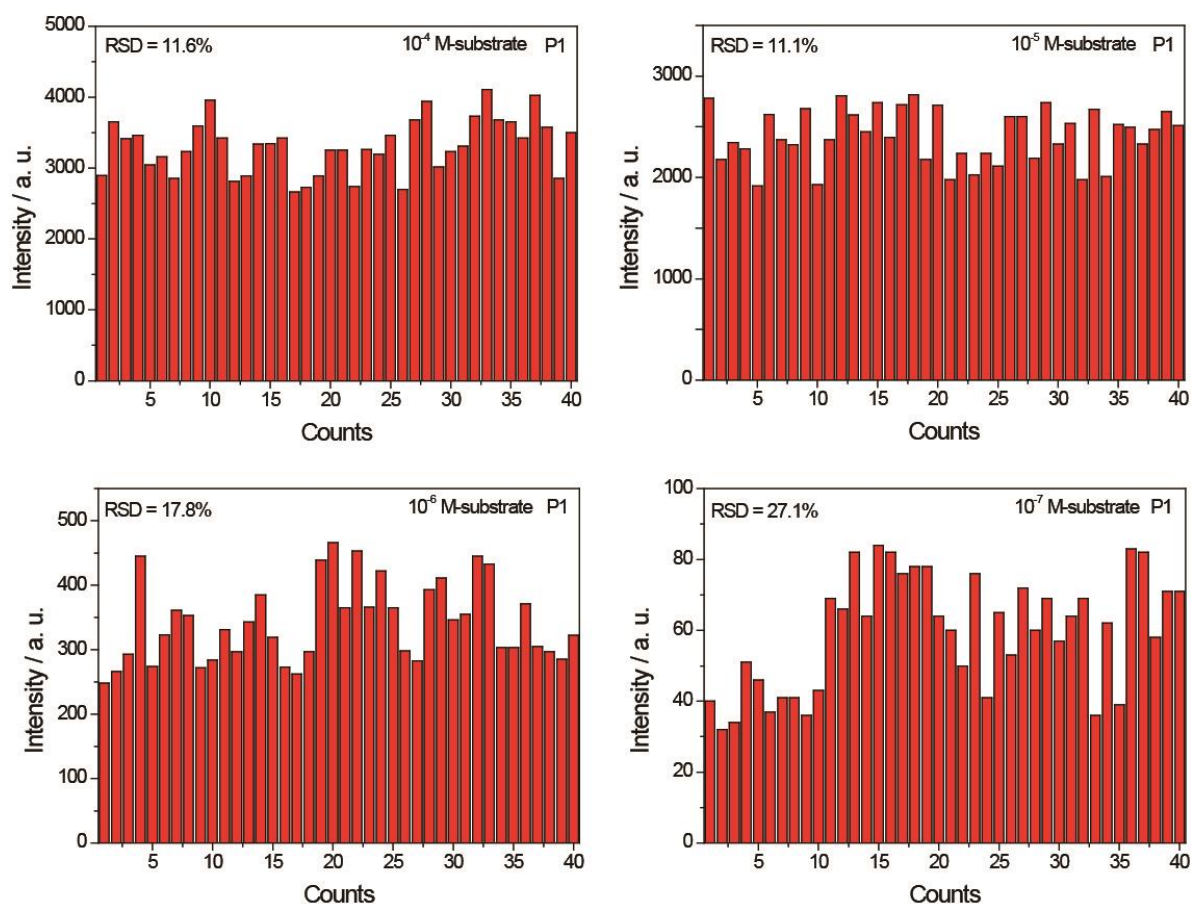 RSD = 11.6% 10⁻⁴ M-substrate P1
5000
4000
3000
2000
1000
0
Intensity / a. u.
5 10 15 20 25 30 35 40
Counts
RSD = 11.1% 10⁻⁵ M-substrate P1
3000
2000
1000
0
Intensity / a. u.
5 10 15 20 25 30 35 40
Counts
RSD = 17.8% 10⁻⁶ M-substrate P1
500
400
300
200
100
0
Intensity / a. u.
5 10 15 20 25 30 35 40
Counts
RSD = 27.1% 10⁻⁷ M-substrate P1
100
80
60
40
20
0
Intensity / a. u.
5 10 15 20 25 30 35 40
Counts